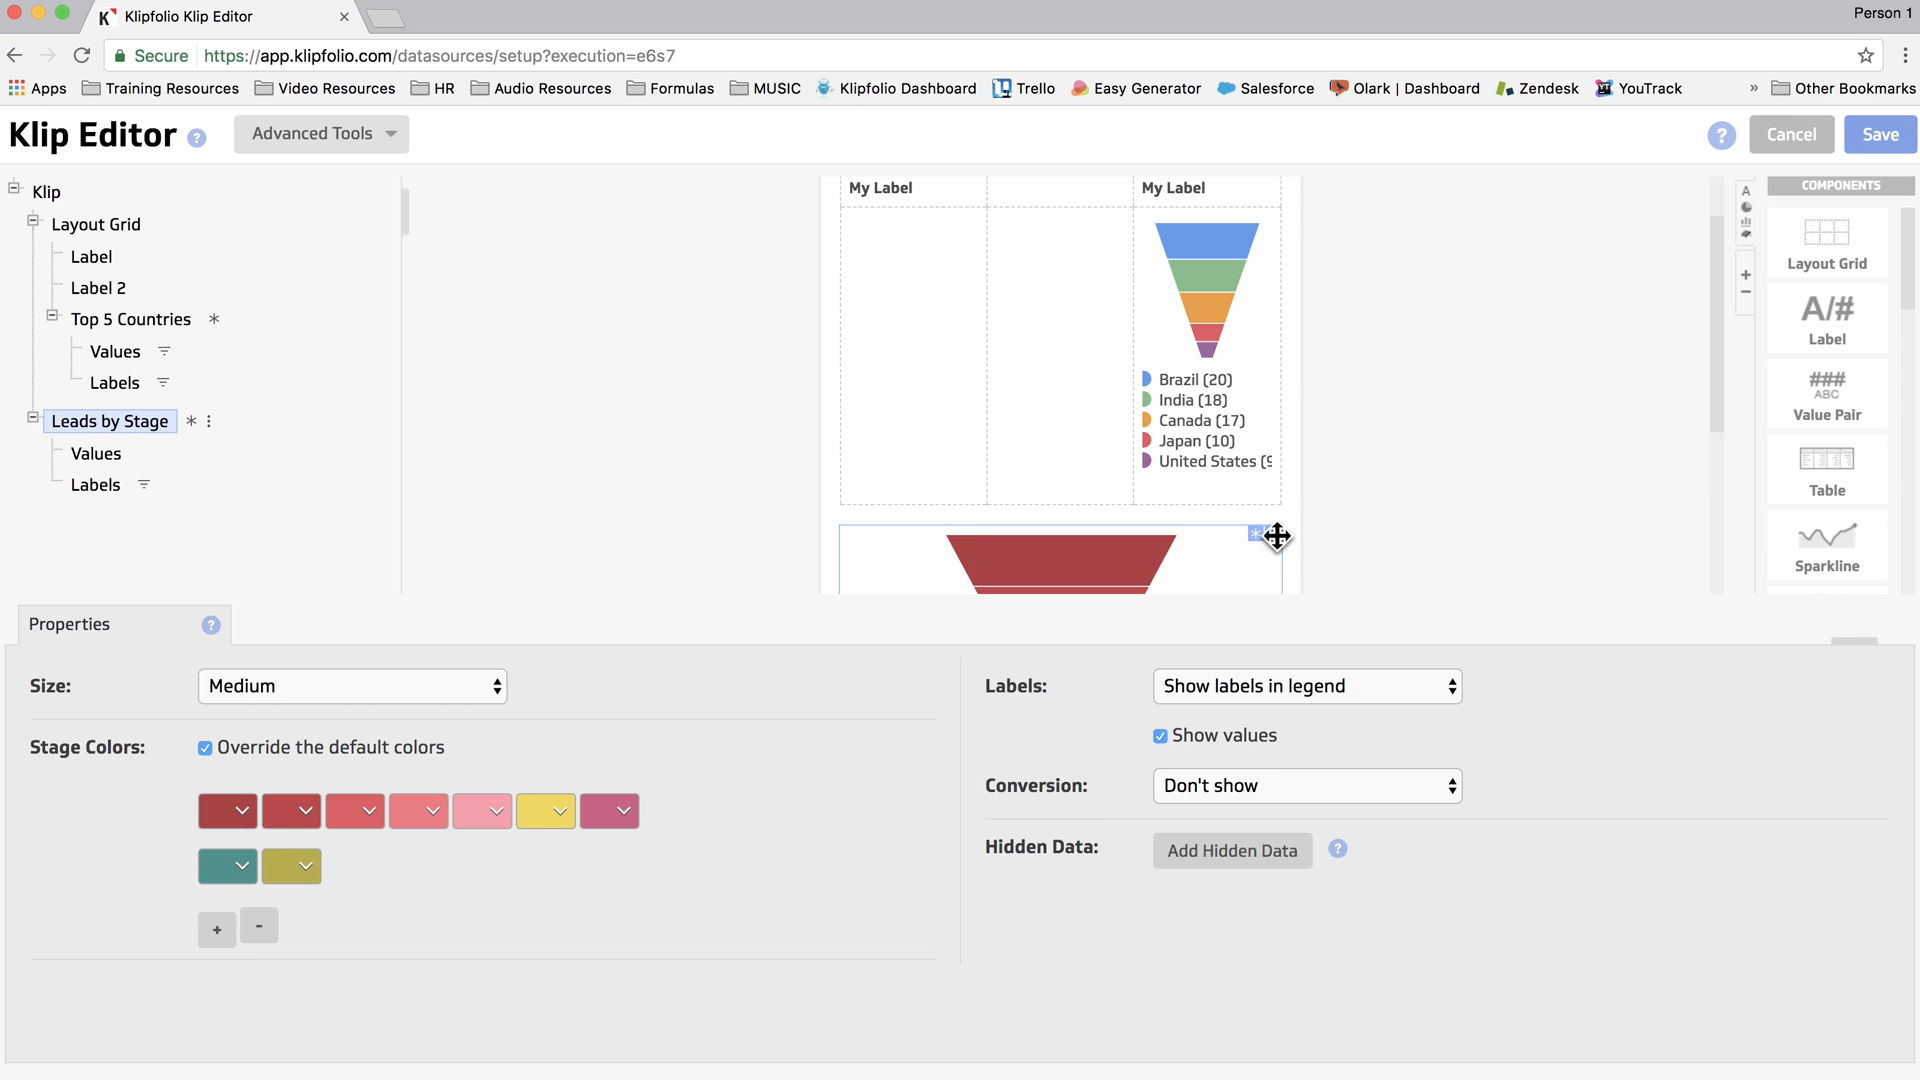 Klipfolio Klip Editor
Person 1
Secure https://app.klipfolio.com/datasources/setup?execution=e6s7
Apps Training Resources Video Resources HR Audio Resources Formulas MUSIC Klipfolio Dashboard Trello Easy Generator Salesforce Olark | Dashboard Zendesk YouTrack » Other Bookmarks
Klip Editor ? Advanced Tools ? Cancel Save
Klip
Layout Grid
Label
Label 2
Top 5 Countries *
Values
Labels
Leads by Stage *
Values
Labels
My Label My Label
Brazil (20)
India (18)
Canada (17)
Japan (10)
United States (9
*
A
+
-
COMPONENTS
Layout Grid
A/#
Label
###
ABC
Value Pair
Table
Sparkline
Properties ?
Size: Medium
Stage Colors: Override the default colors
+ -
Labels: Show labels in legend
Show values
Conversion: Don't show
Hidden Data: Add Hidden Data ?